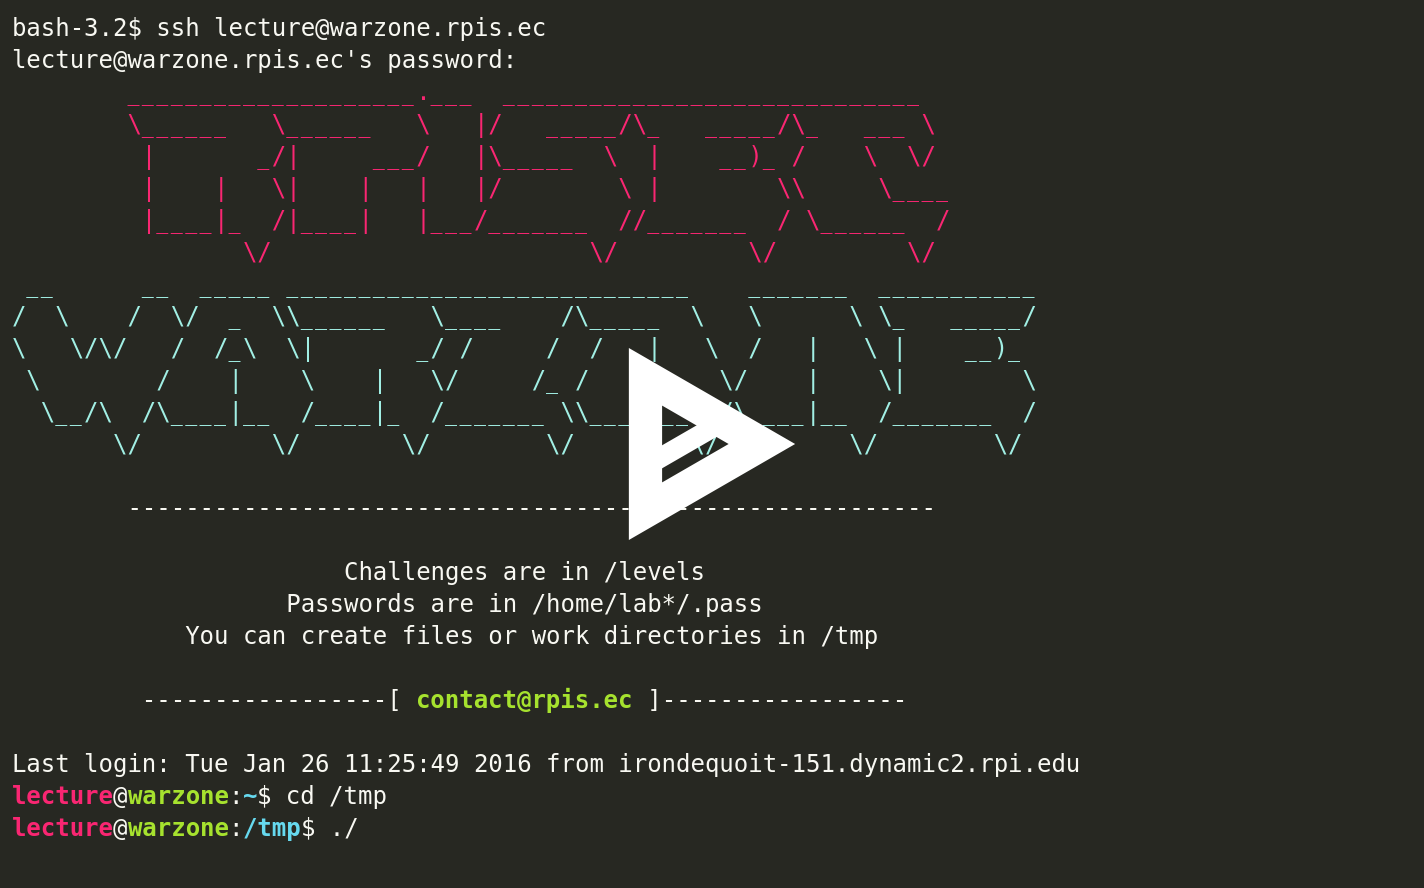 bash-3.2$ ssh lecture@warzone.rpis.ec
lecture@warzone.rpis.ec's password:
RPISEC
WARZONE
--------------------------------------------------------
Challenges are in /levels
Passwords are in /home/lab*/.pass
You can create files or work directories in /tmp
-----------------[ contact@rpis.ec ]-----------------
Last login: Tue Jan 26 11:25:49 2016 from irondequoit-151.dynamic2.rpi.edu
lecture@warzone:~$ cd /tmp
lecture@warzone:/tmp$ ./